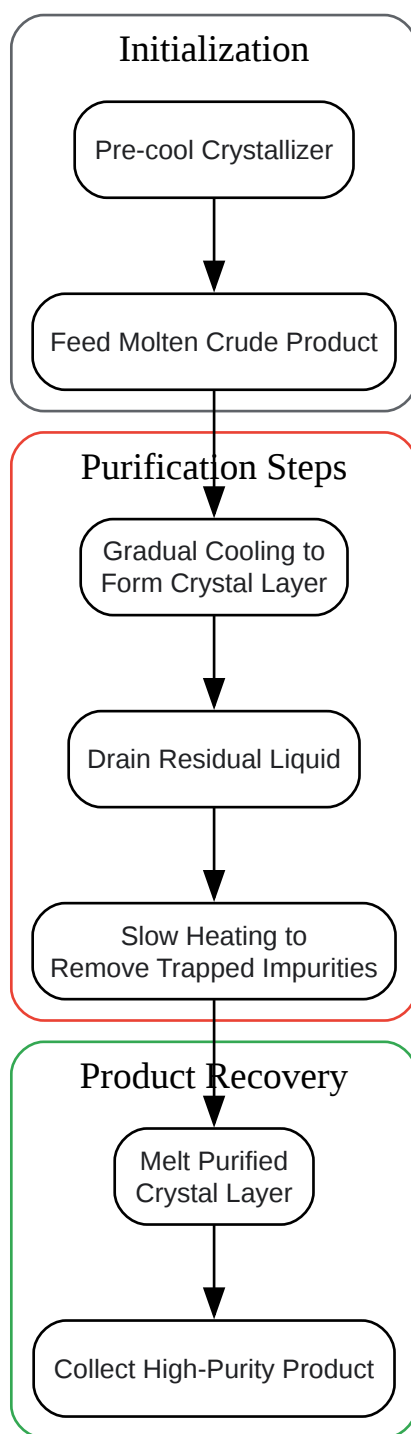 Initialization
Pre-cool Crystallizer
Feed Molten Crude Product
Purification Steps
Gradual Cooling to
Form Crystal Layer
Drain Residual Liquid
Slow Heating to
Remove Trapped Impurities
Product Recovery
Melt Purified
Crystal Layer
Collect High-Purity Product